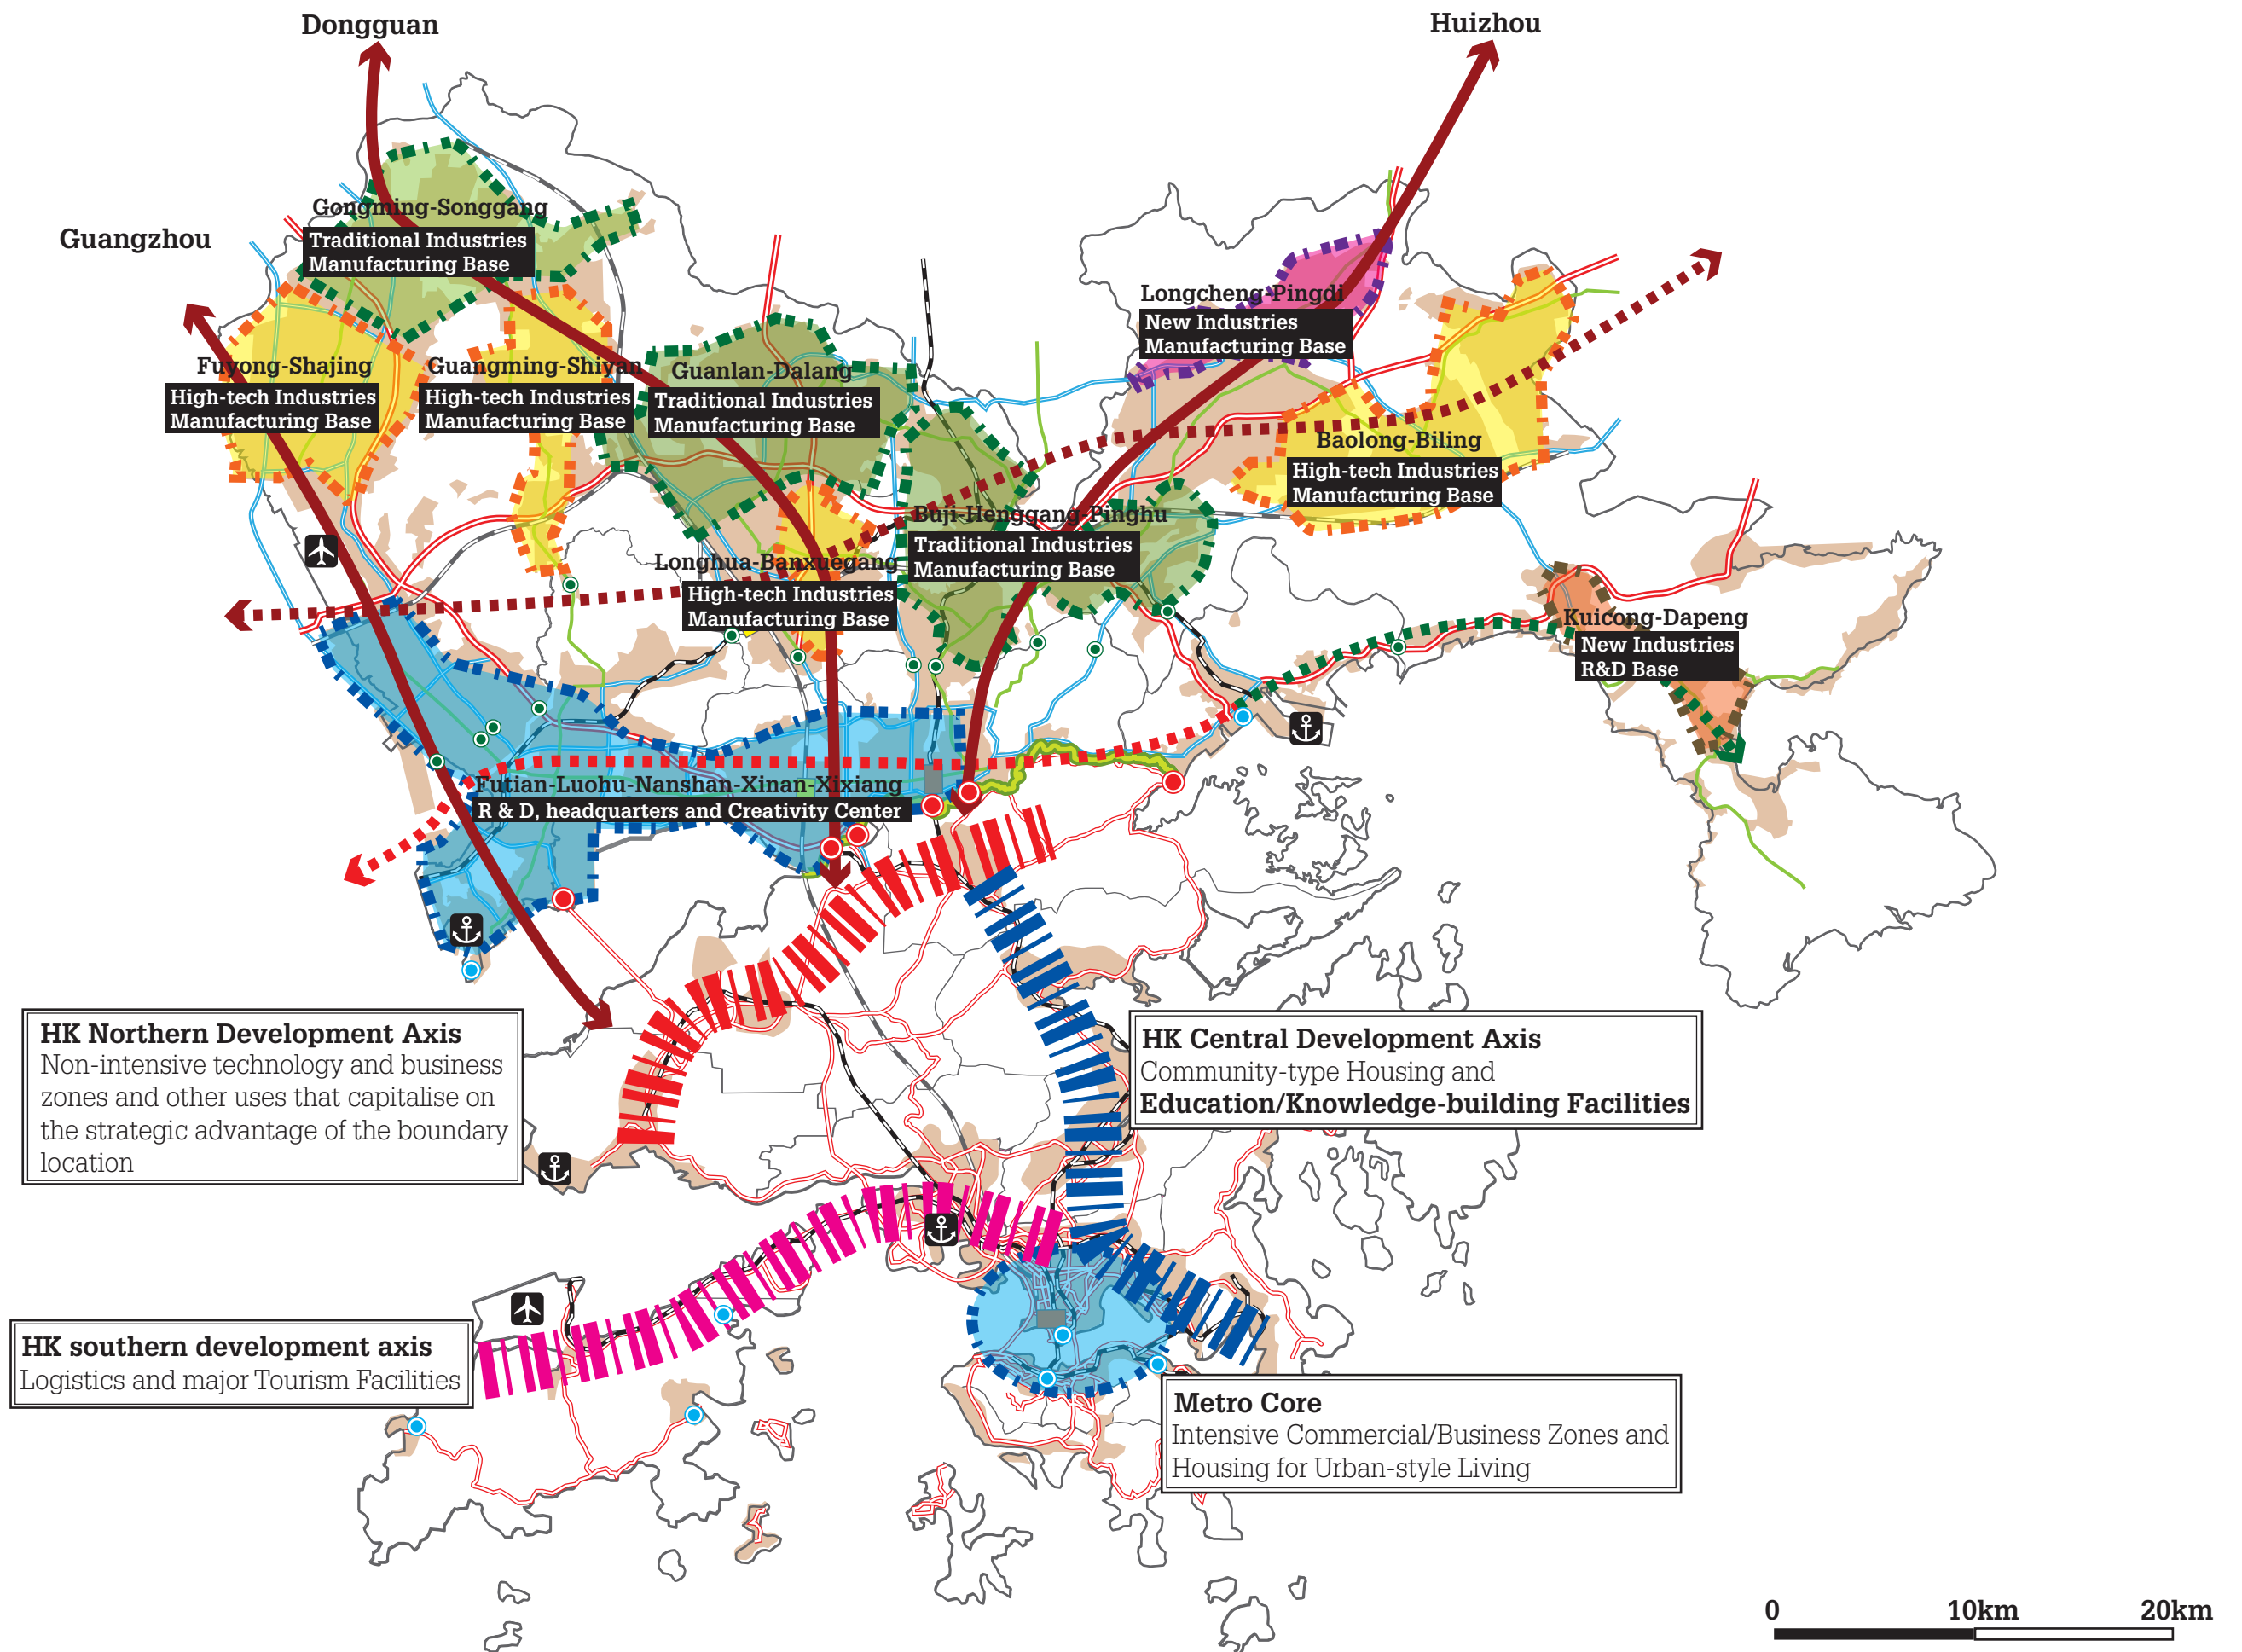 Dongguan
Huizhou
Guangzhou
Gongming-Songgang
Traditional Industries
Manufacturing Base
Longcheng-Pingdi
New Industries
Manufacturing Base
Fuyong-Shajing
High-tech Industries
Manufacturing Base
Guangming-Shiyan
High-tech Industries
Manufacturing Base
Guanlan-Dalang
Traditional Industries
Manufacturing Base
Baolong-Biling
High-tech Industries
Manufacturing Base
Buji-Henggang-Pinghu
Traditional Industries
Manufacturing Base
Longhua-Banxuegang
High-tech Industries
Manufacturing Base
Kuicong-Dapeng
New Industries
R&D Base
Futian-Luohu-Nanshan-Xinan-Xixiang
R & D, headquarters and Creativity Center
HK Northern Development Axis
Non-intensive technology and business
zones and other uses that capitalise on
the strategic advantage of the boundary
location
HK Central Development Axis
Community-type Housing and
Education/Knowledge-building Facilities
HK southern development axis
Logistics and major Tourism Facilities
Metro Core
Intensive Commercial/Business Zones and
Housing for Urban-style Living
0 10km 20km